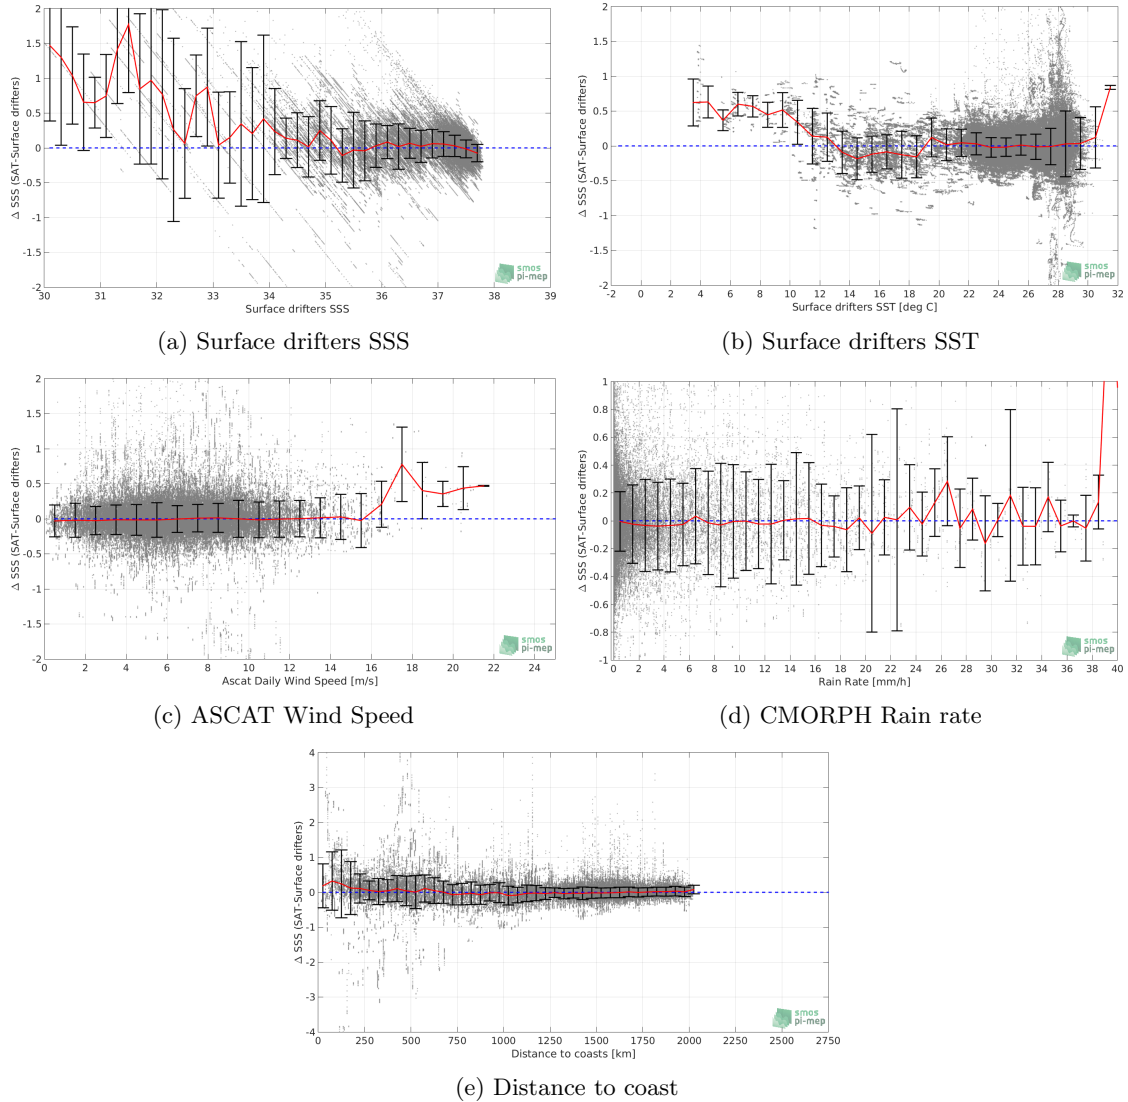 2
1.5
1
0.5
0
-0.5
-1
-1.5
-2
Δ SSS (SAT-Surface drifters)
30 31 32 33 34 35 36 37 38 39
Surface drifters SSS
smos
pi-mep
(a) Surface drifters SSS
2
1.5
1
0.5
0
-0.5
-1
-1.5
-2
Δ SSS (SAT-Surface drifters)
-2 0 2 4 6 8 10 12 14 16 18 20 22 24 26 28 30 32
Surface drifters SST [deg C]
smos
pi-mep
(b) Surface drifters SST
2
1.5
1
0.5
0
-0.5
-1
-1.5
-2
Δ SSS (SAT-Surface drifters)
0 2 4 6 8 10 12 14 16 18 20 22 24
Ascat Daily Wind Speed [m/s]
smos
pi-mep
(c) ASCAT Wind Speed
1
0.8
0.6
0.4
0.2
0
-0.2
-0.4
-0.6
-0.8
-1
Δ SSS (SAT-Surface drifters)
0 2 4 6 8 10 12 14 16 18 20 22 24 26 28 30 32 34 36 38 40
Rain Rate [mm/h]
smos
pi-mep
(d) CMORPH Rain rate
4
3
2
1
0
-1
-2
-3
-4
Δ SSS (SAT-Surface drifters)
0 250 500 750 1000 1250 1500 1750 2000 2250 2500 2750
Distance to coasts [km]
smos
pi-mep
(e) Distance to coast